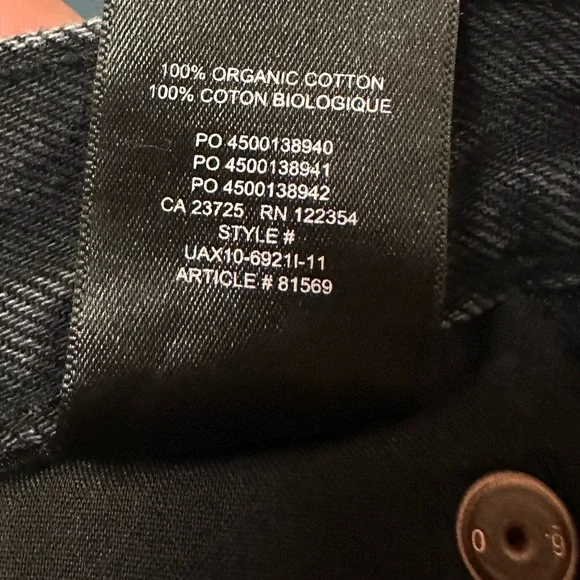 100% ORGANIC COTTON
100% COTON BIOLOGIQUE
PO 4500138940
PO 4500138941
PO 4500138942
CA 23725 RN 122354
STYLE #
UAX10-6921I-11
ARTICLE # 81569
0